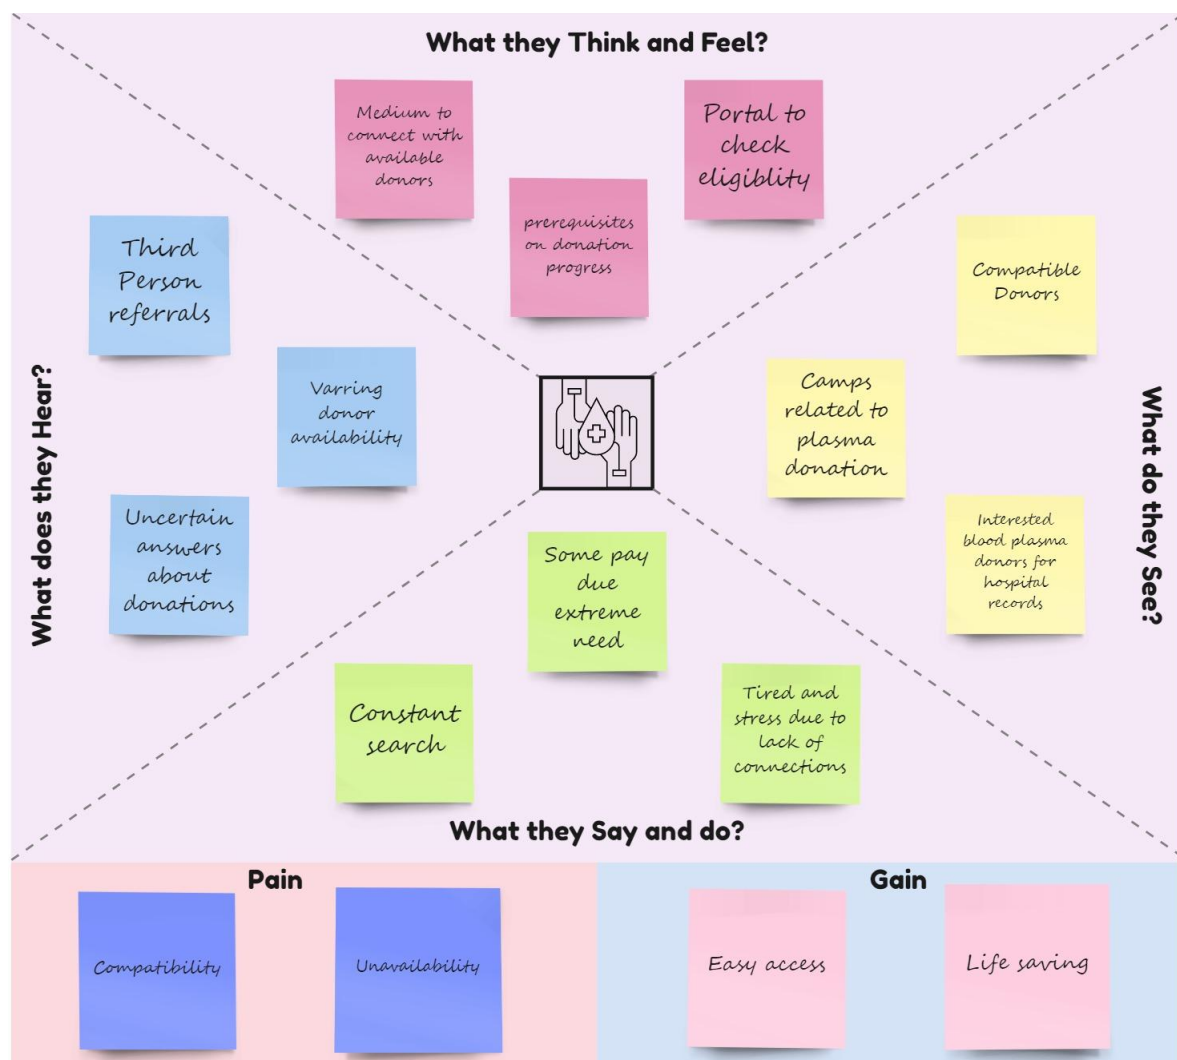 What they Think and Feel?
Medium to
connect with
available
donors
prerequisites
on donation
progress
Portal to
check
eligiblity
What does they Hear?
Third
Person
referrals
Varring
donor
availability
Uncertain
answers
about
donations
What do they See?
Compatible
Donors
Camps
related to
plasma
donation
Interested
blood plasma
donors for
hospital
records
Some pay
due
extreme
need
Constant
search
Tired and
stress due to
lack of
connections
What they Say and do?
Pain
Compatibility
Unavailability
Gain
Easy access
Life saving